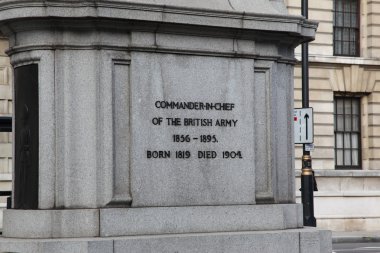 COMMANDER-IN-CHIEF
OF THE BRITISH ARMY
1856 – 1895.
BORN 1819 DIED 1904.